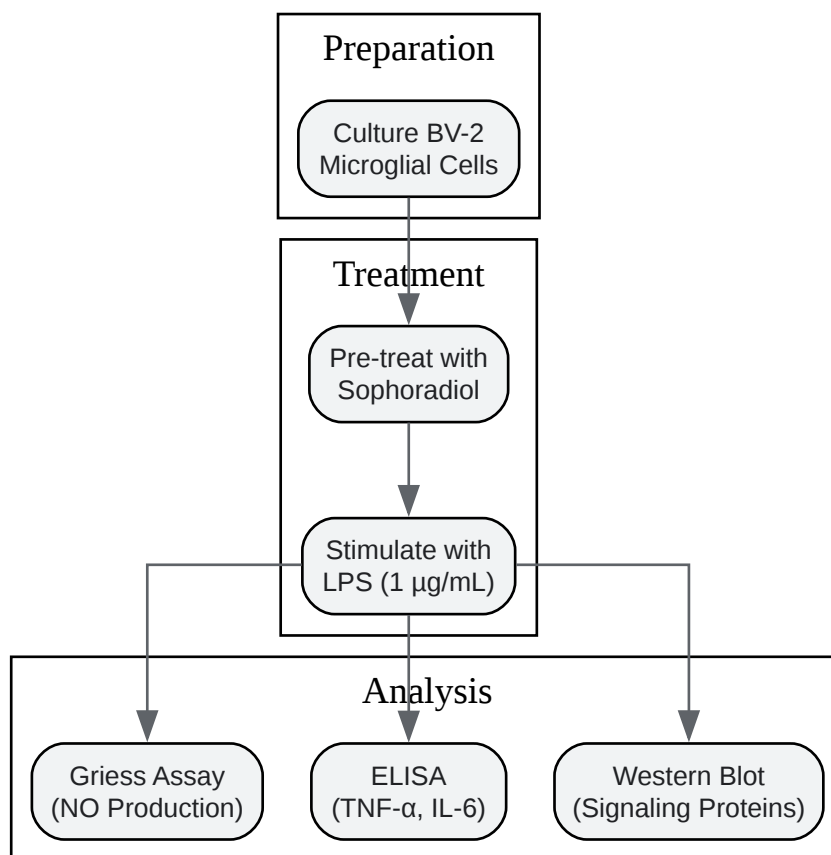 Preparation
Culture BV-2
Microglial Cells
Treatment
Pre-treat with
Sophoradiol
Stimulate with
LPS (1 µg/mL)
Analysis
Griess Assay
(NO Production)
ELISA
(TNF-α, IL-6)
Western Blot
(Signaling Proteins)